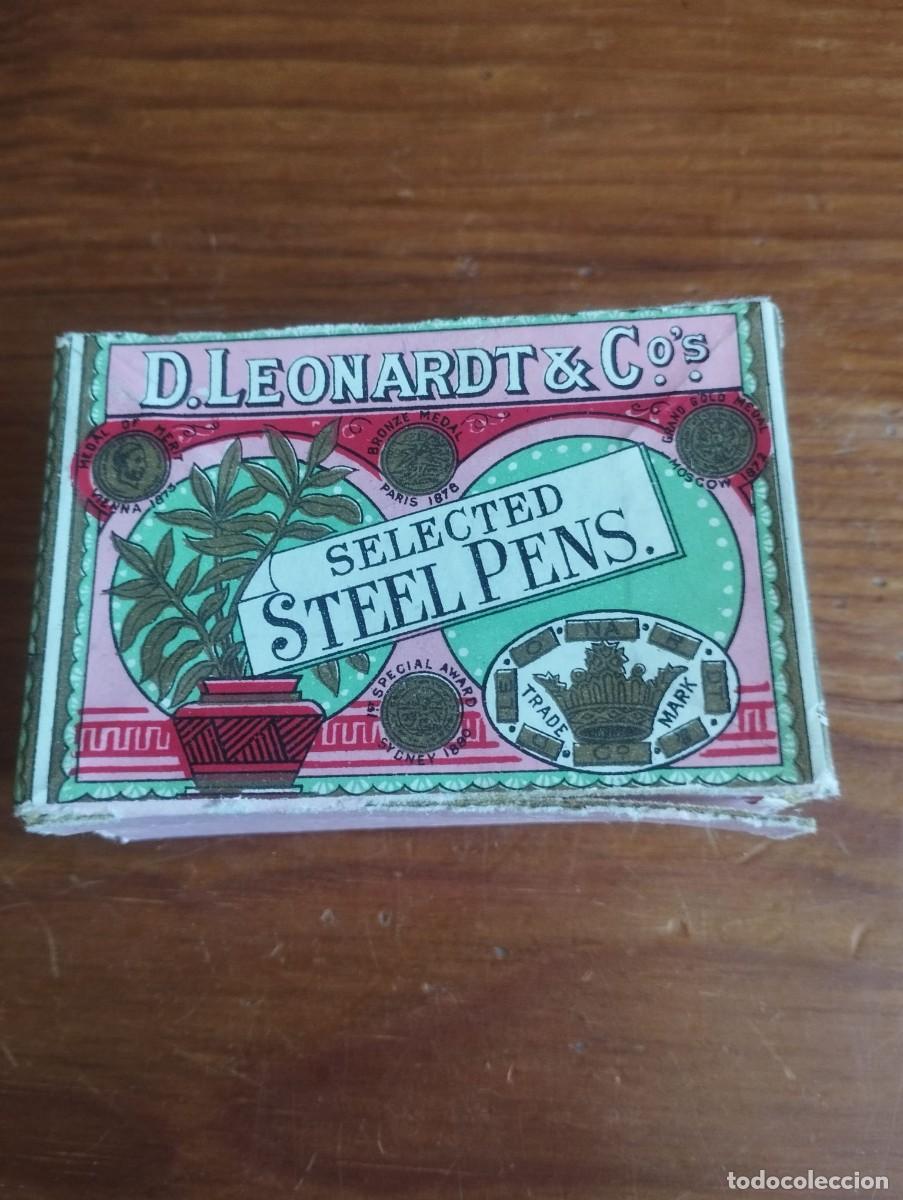 D. LEONARDT & Co's
MEDAL OF MERIT
VIENNA 1873
BRONZE MEDAL
PARIS 1878
GRAND GOLD MEDAL
MOSCOW 1872
SELECTED
STEEL PENS.
1ST SPECIAL AWARD
SYDNEY 1880
TRADE MARK
todocoleccion